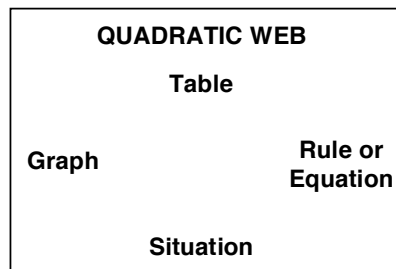 QUADRATIC WEB
Table
Graph
Rule or
Equation
Situation